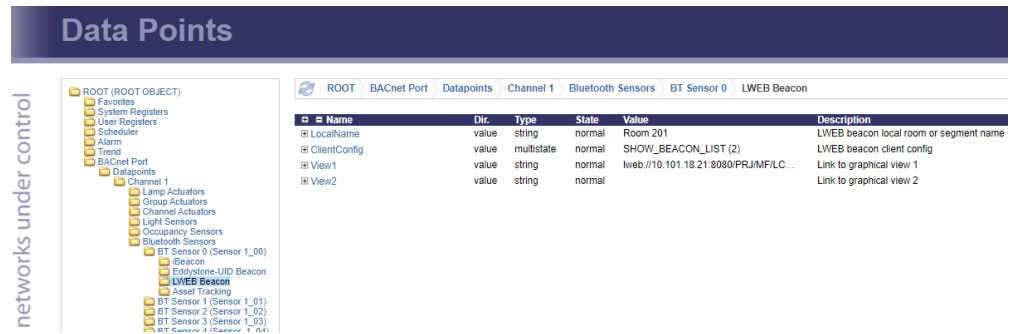 Data Points
networks under control
ROOT (ROOT OBJECT)
Favorites
System Registers
User Registers
Scheduler
Alarm
Trend
BACnet Port
Datapoints
Channel 1
Lamp Actuators
Group Actuators
Channel Actuators
Light Sensors
Occupancy Sensors
Bluetooth Sensors
BT Sensor 0 (Sensor 1_00)
iBeacon
Eddystone-UID Beacon
LWEB Beacon
Asset Tracking
BT Sensor 1 (Sensor 1_01)
BT Sensor 2 (Sensor 1_02)
BT Sensor 3 (Sensor 1_03)
BT Sensor 4 (Sensor 1_04)
ROOT BACnet Port Datapoints Channel 1 Bluetooth Sensors BT Sensor 0 LWEB Beacon
Name Dir. Type State Value Description
LocalName value string normal Room 201 LWEB beacon local room or segment name
ClientConfig value multistate normal SHOW_BEACON_LIST (2) LWEB beacon client config
View1 value string normal lweb://10.101.18.21:8080/PRJ/MF/LC... Link to graphical view 1
View2 value string normal Link to graphical view 2